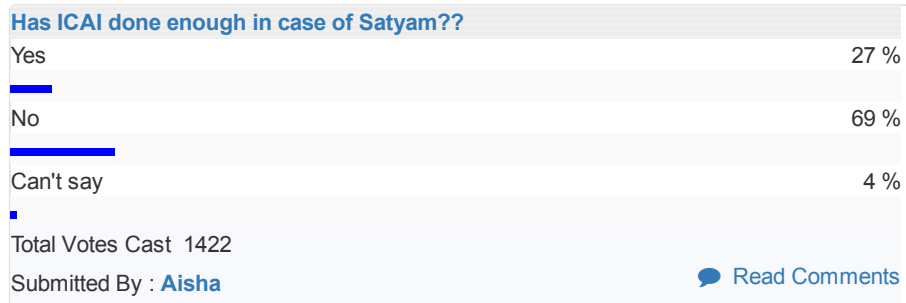 Has ICAI done enough in case of Satyam??
Yes 27 %
No 69 %
Can't say 4 %
Total Votes Cast 1422
Submitted By : Aisha Read Comments